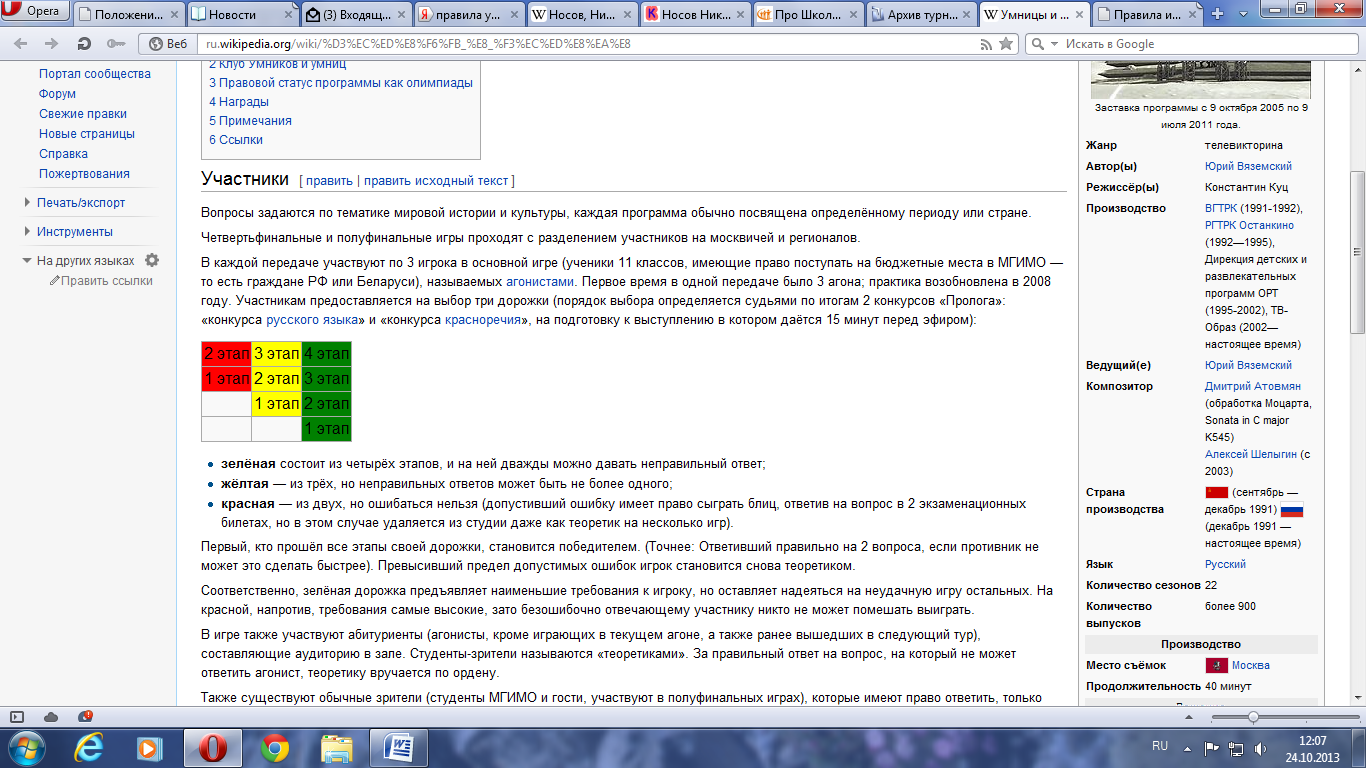 Opera
Положени...
Новости
(3) Входящ...
правила у...
Носов, Ни...
Носов Ник...
Про Школ...
Архив турн...
Умницы и ...
Правила и...
Веб
ru.wikipedia.org/wiki/%D3%EC%ED%E8%F6%FB_%E8_%F3%EC%ED%E8%EA%E8
Искать в Google
Портал сообщества
Форум
Свежие правки
Новые страницы
Справка
Пожертвования
Печать/экспорт
Инструменты
На других языках
Править ссылки
2 Клуб Умников и умниц
3 Правовой статус программы как олимпиады
4 Награды
5 Примечания
6 Ссылки
Участники [ править | править исходный текст ]
Вопросы задаются по тематике мировой истории и культуры, каждая программа обычно посвящена определённому периоду или стране.
Четвертьфинальные и полуфинальные игры проходят с разделением участников на москвичей и регионалов.
В каждой передаче участвуют по 3 игрока в основной игре (ученики 11 классов, имеющие право поступать на бюджетные места в МГИМО —
то есть граждане РФ или Беларуси), называемых агонистами. Первое время в одной передаче было 3 агона; практика возобновлена в 2008
году. Участникам предоставляется на выбор три дорожки (порядок выбора определяется судьями по итогам 2 конкурсов «Пролога»:
«конкурса русского языка» и «конкурса красноречия», на подготовку к выступлению в котором даётся 15 минут перед эфиром):
2 этап 3 этап 4 этап
1 этап 2 этап 3 этап
1 этап 2 этап
1 этап
зелёная состоит из четырёх этапов, и на ней дважды можно давать неправильный ответ;
жёлтая — из трёх, но неправильных ответов может быть не более одного;
красная — из двух, но ошибаться нельзя (допустивший ошибку имеет право сыграть блиц, ответив на вопрос в 2 экзаменационных
билетах, но в этом случае удаляется из студии даже как теоретик на несколько игр).
Первый, кто прошёл все этапы своей дорожки, становится победителем. (Точнее: Ответивший правильно на 2 вопроса, если противник не
может это сделать быстрее). Превысивший предел допустимых ошибок игрок становится снова теоретиком.
Соответственно, зелёная дорожка предъявляет наименьшие требования к игроку, но оставляет надеяться на неудачную игру остальных. На
красной, напротив, требования самые высокие, зато безошибочно отвечающему участнику никто не может помешать выиграть.
В игре также участвуют абитуриенты (агонисты, кроме играющих в текущем агоне, а также ранее вышедших в следующий тур),
составляющие аудиторию в зале. Студенты-зрители называются «теоретиками». За правильный ответ на вопрос, на который не может
ответить агонист, теоретику вручается по ордену.
Также существуют обычные зрители (студенты МГИМО и гости, участвуют в полуфинальных играх), которые имеют право ответить, только
Заставка программы с 9 октября 2005 по 9
июля 2011 года.
Жанр телевикторина
Автор(ы) Юрий Вяземский
Режиссёр(ы) Константин Куц
Производство ВГТРК (1991-1992),
РГТРК Останкино
(1992—1995),
Дирекция детских и
развлекательных
программ ОРТ
(1995-2002), ТВ-
Образ (2002—
настоящее время)
Ведущий(е) Юрий Вяземский
Композитор Дмитрий Атовмян
(обработка Моцарта,
Sonata in C major
K545)
Алексей Шелыгин (с
2003)
Страна (сентябрь —
производства декабрь 1991)
(декабрь 1991 —
настоящее время)
Язык Русский
Количество сезонов 22
Количество более 900
выпусков
Производство
Место съёмок Москва
Продолжительность 40 минут
RU
12:07
24.10.2013